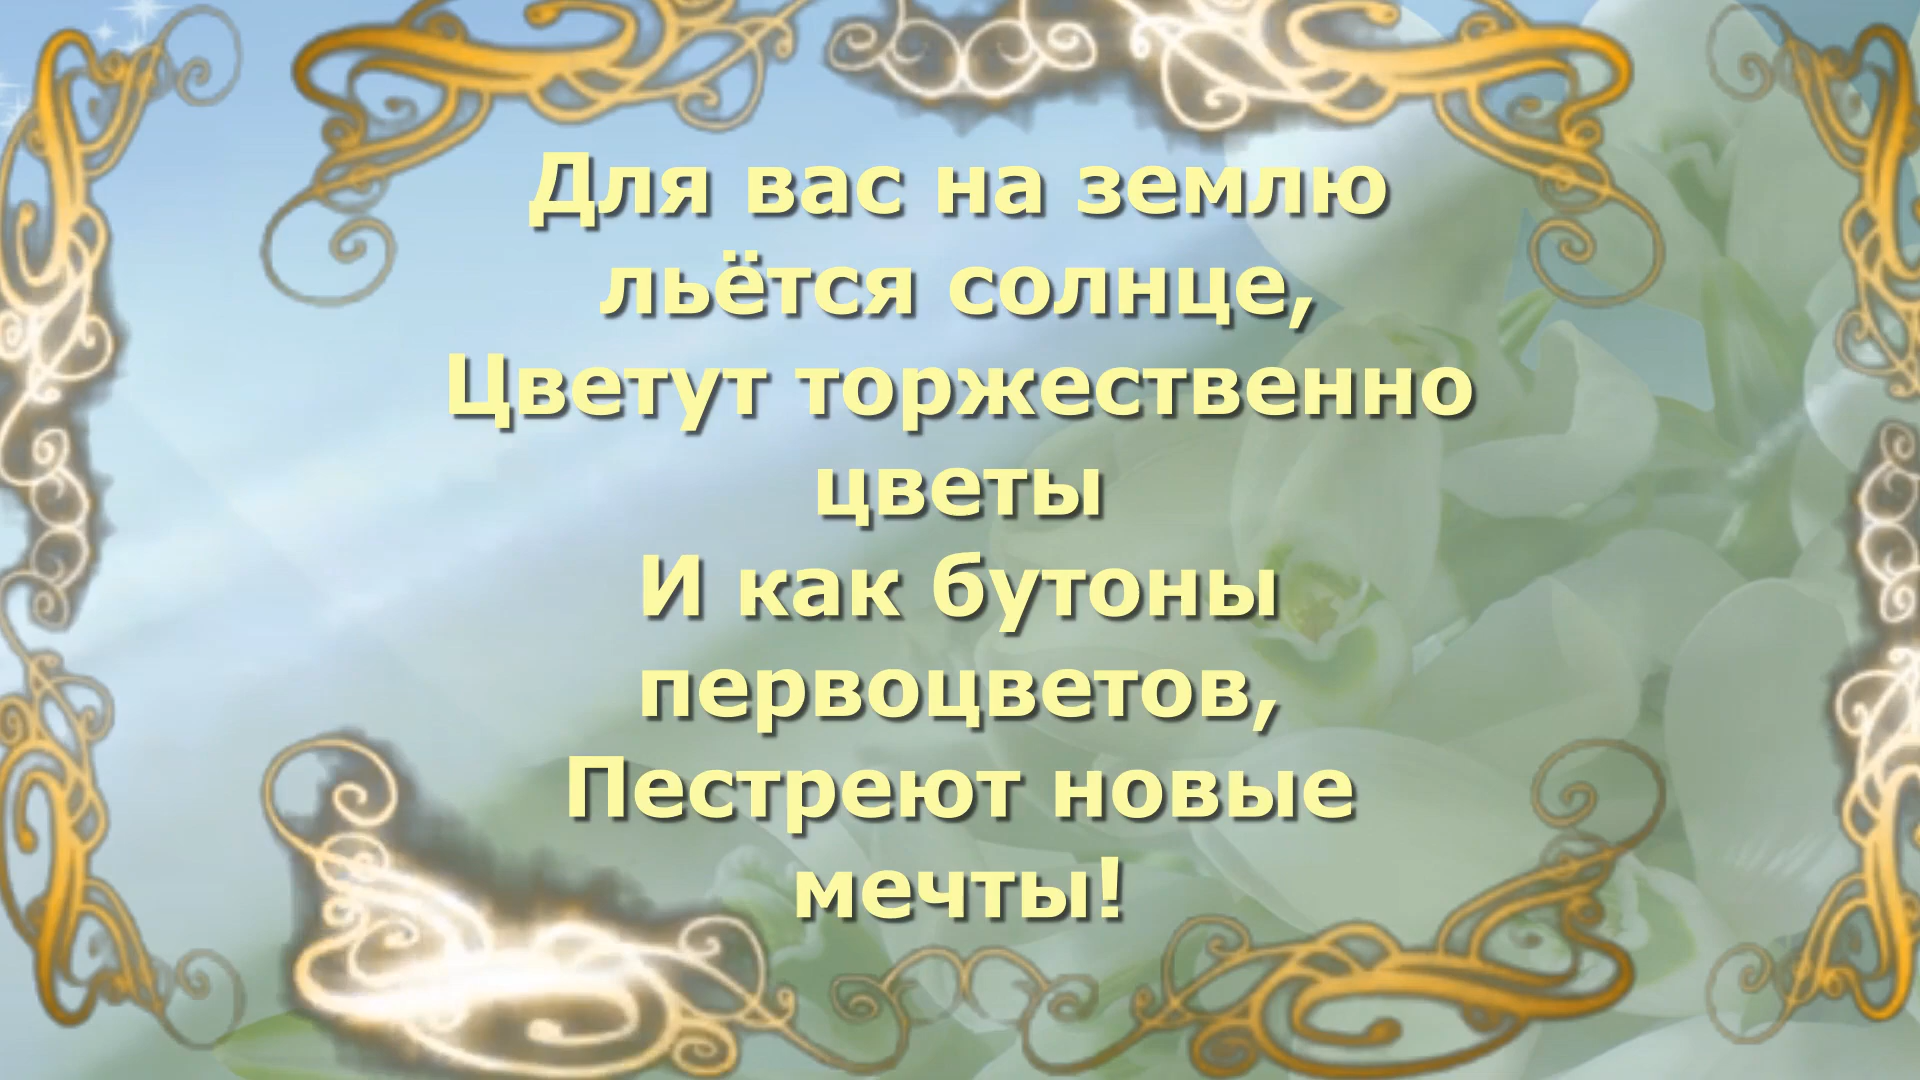 Для вас на землю
льётся солнце,
Цветут торжественно
цветы
И как бутоны
первоцветов,
Пестреют новые
мечты!